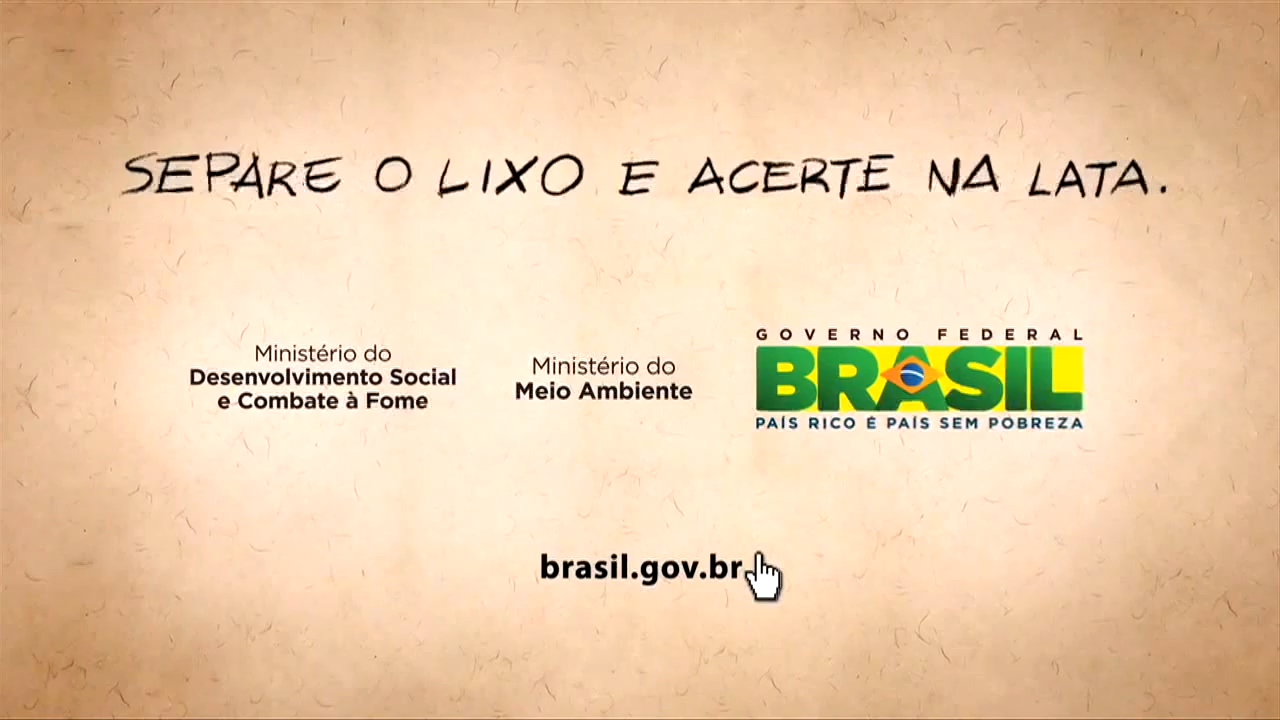 SEPARE O LIXO E ACERTE NA LATA.
Ministério do
Desenvolvimento Social
e Combate à Fome
Ministério do
Meio Ambiente
GOVERNO FEDERAL
BRASIL
PAÍS RICO É PAÍS SEM POBREZA
brasil.gov.br